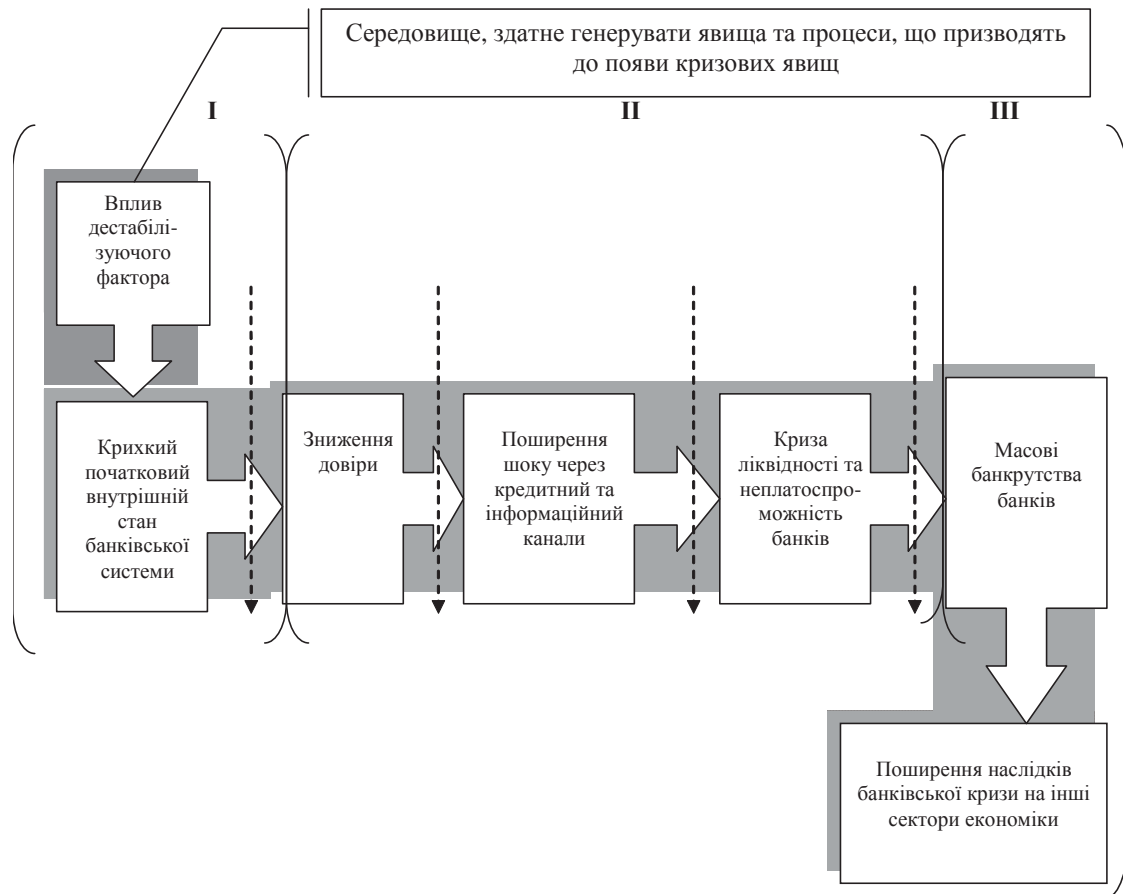 Середовище, здатне генерувати явища та процеси, що призводять
до появи кризових явищ
I
II
III
Вплив
дестабілі-
зуючого
фактора
Крихкий
початковий
внутрішній
стан
банківської
системи
Зниження
довіри
Поширення
шоку через
кредитний та
інформаційний
канали
Криза
ліквідності та
неплатоспро-
можність
банків
Масові
банкрутства
банків
Поширення наслідків
банківської кризи на інші
сектори економіки